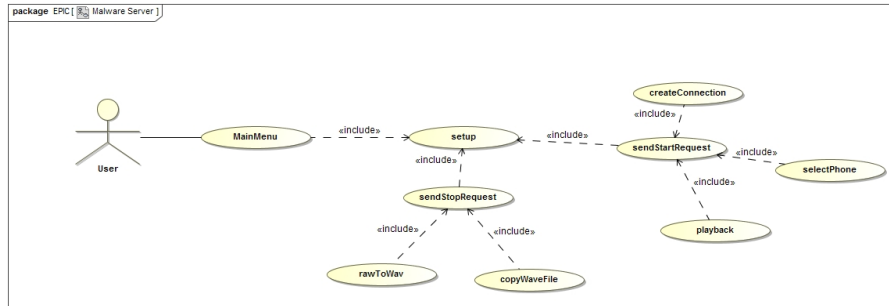 package EPIC [ Malware Server ]
createConnection
«include»
MainMenu
«include»
setup
«include»
sendStartRequest
«include»
selectPhone
«include»
sendStopRequest
«include»
playback
User
«include»
«include»
rawToWav
copyWaveFile